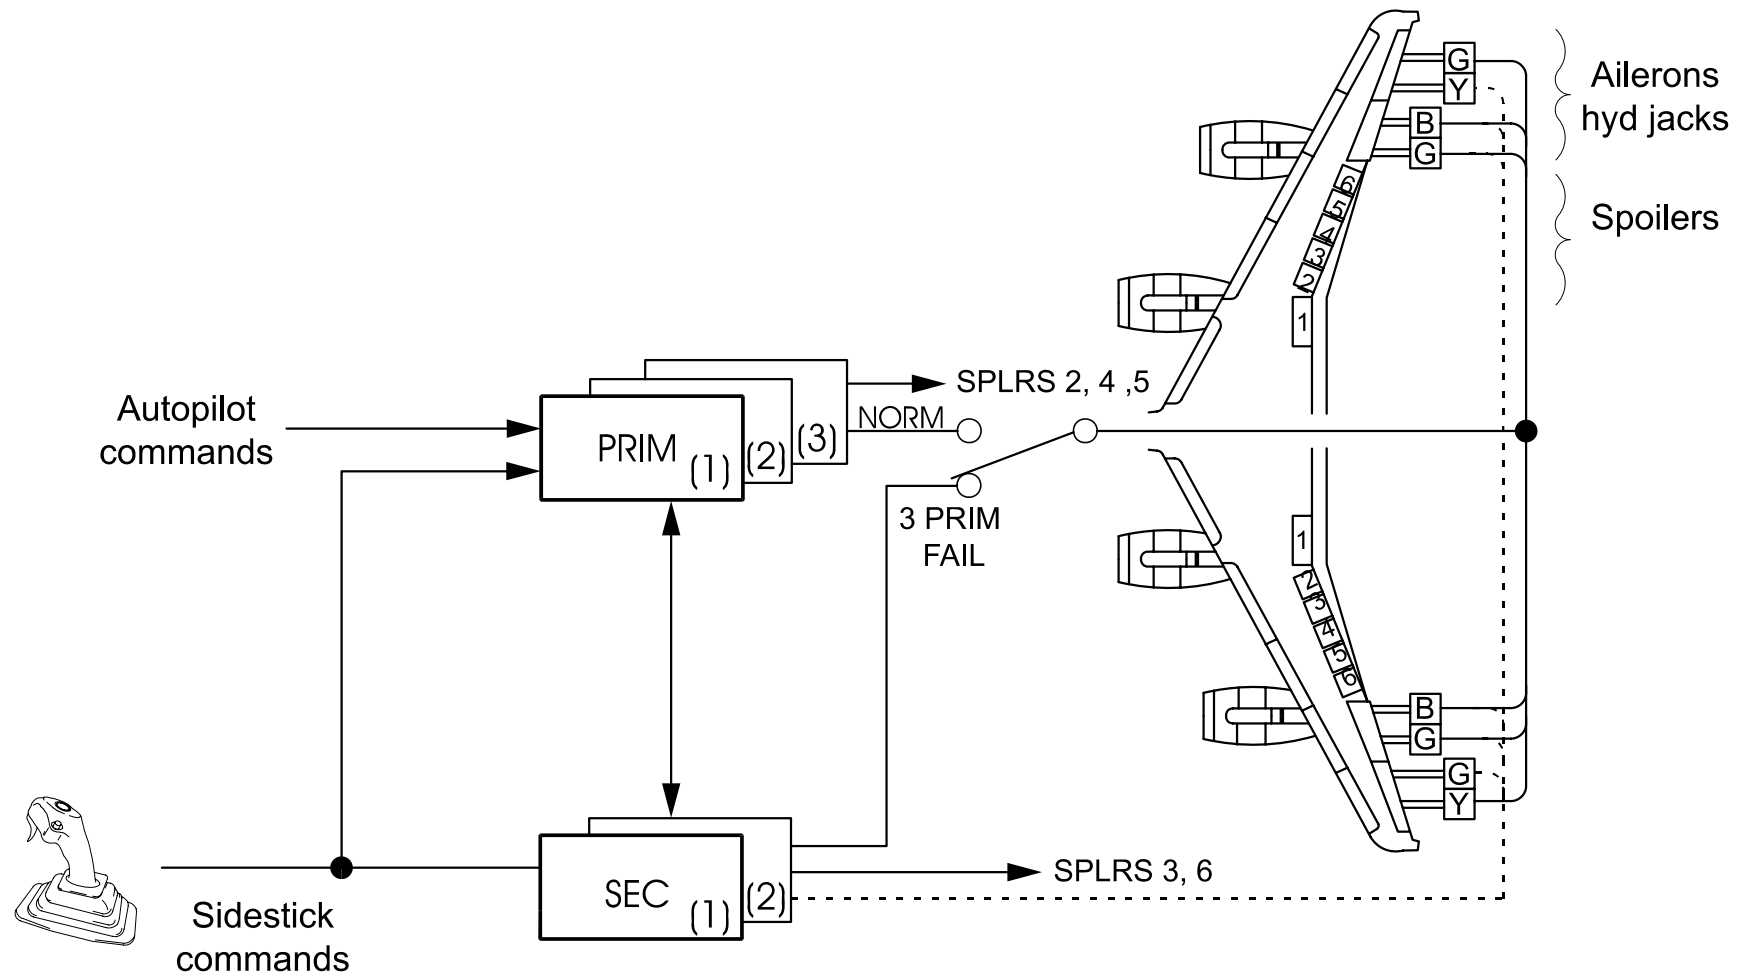 G
Y
B
G
Ailerons
hyd jacks
6
5
4
3
2
1
Spoilers
SPLRS 2, 4 ,5
Autopilot
commands
PRIM
(1)
(2)
(3)
NORM
3 PRIM
FAIL
1
2
3
4
5
6
B
G
G
Y
SEC
(1)
(2)
SPLRS 3, 6
Sidestick
commands